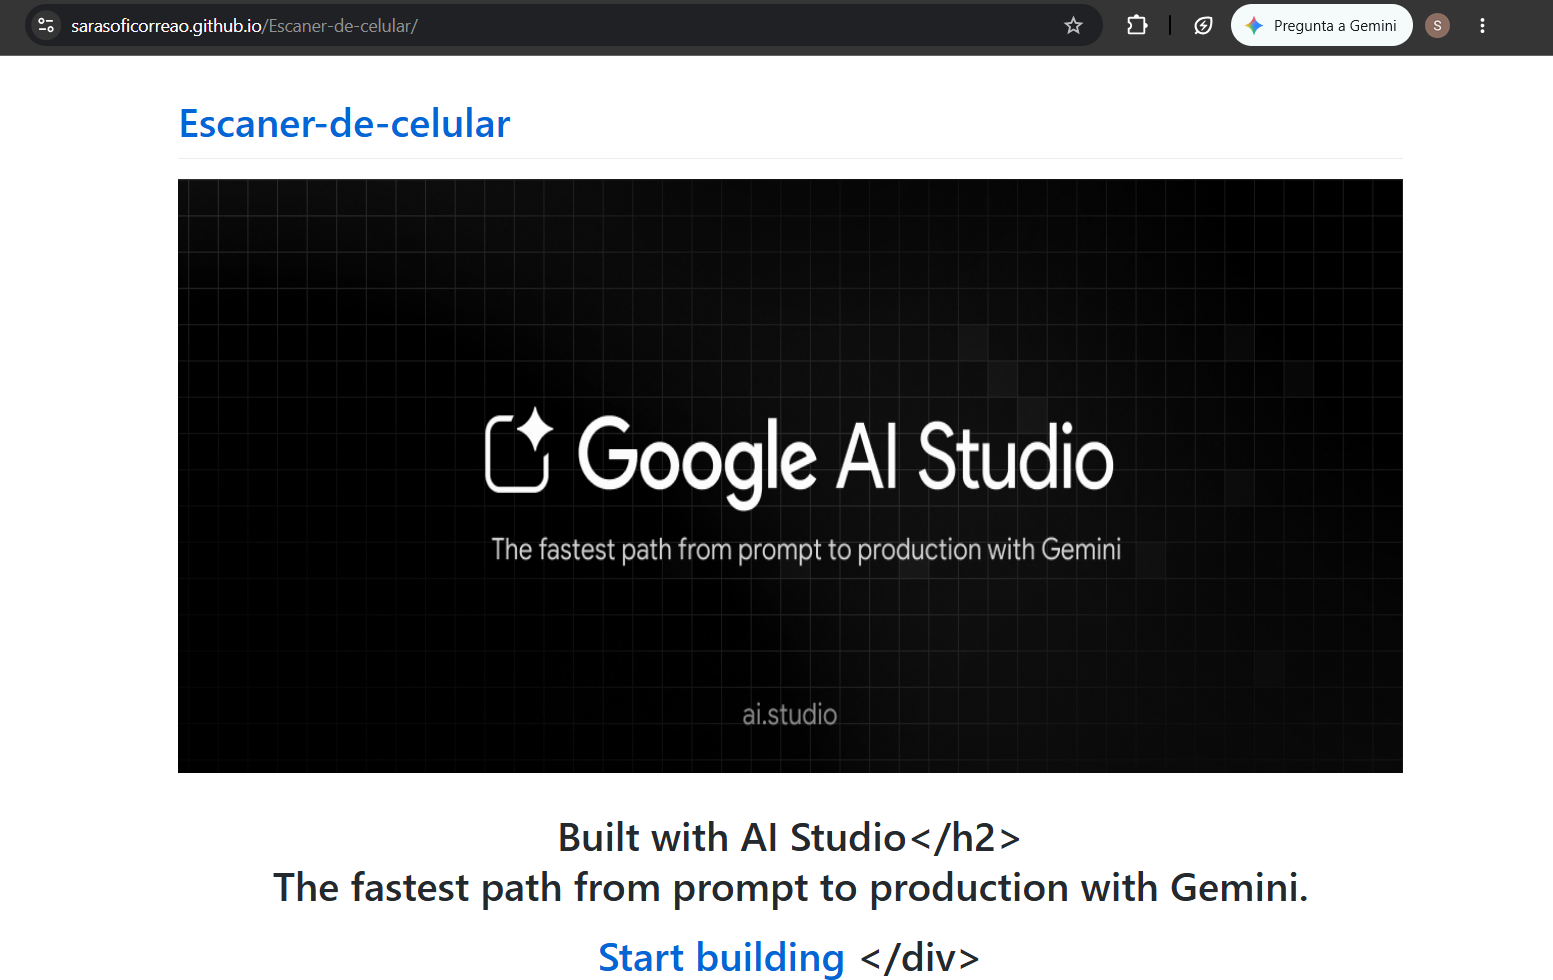 sarasoficorreao.github.io/Escaner-de-celular/
Pregunta a Gemini
S
Escaner-de-celular
Google AI Studio
The fastest path from prompt to production with Gemini
ai.studio
Built with AI Studio</h2>
The fastest path from prompt to production with Gemini.
Start building </div>